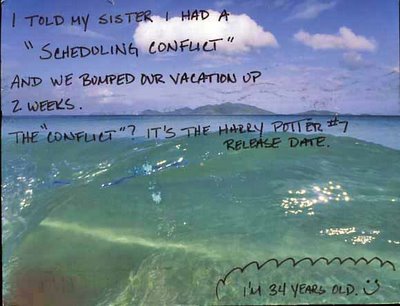 I TOLD MY SISTER I HAD A
"SCHEDULING CONFLICT"
AND WE BUMPED OUR VACATION UP
2 WEEKS.
THE "CONFLICT"? IT'S THE HARRY POTTER #7
RELEASE DATE.
I'M 34 YEARS OLD. :)